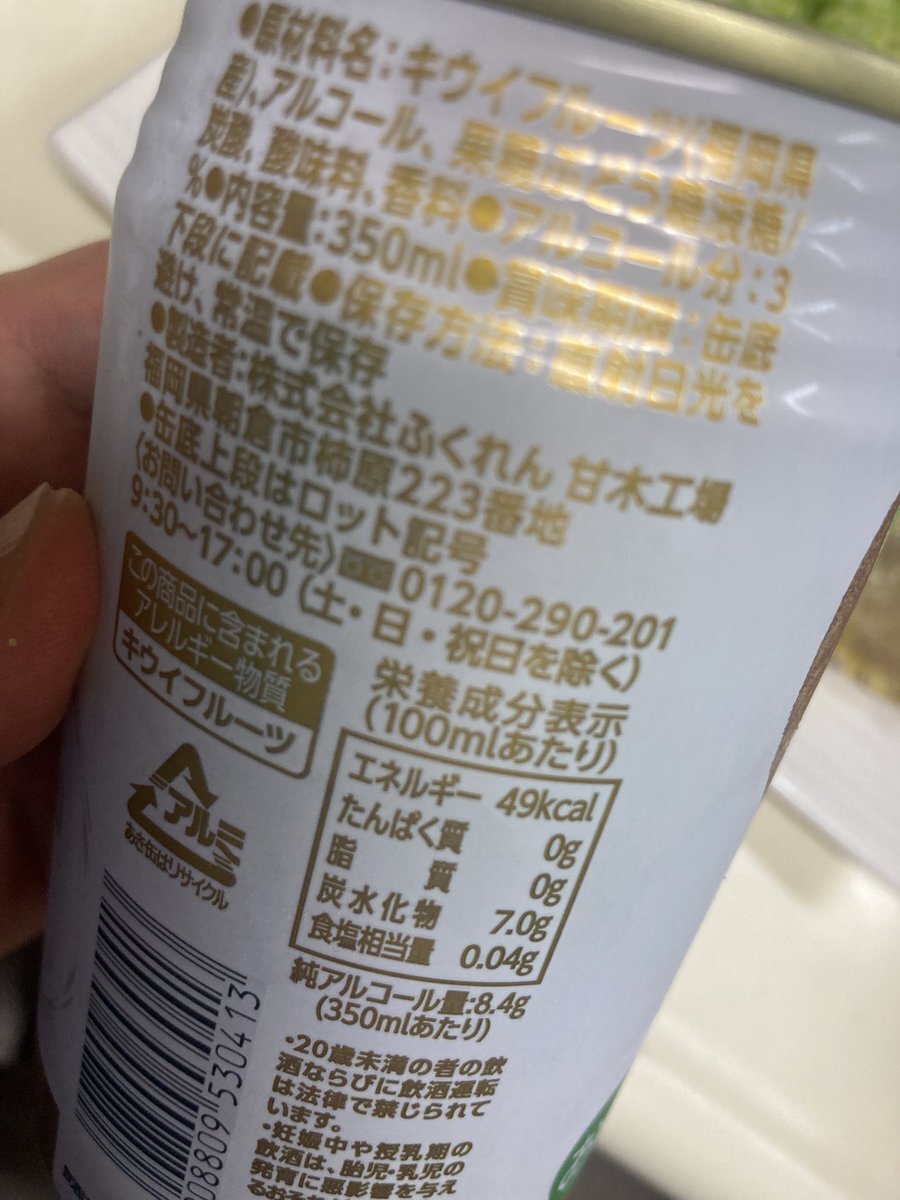 ●原材料名：キウイフルーツ(福岡県
産)、アルコール、果糖ぶどう糖液糖/
炭酸、酸味料、香料●アルコール分：3
%●内容量：350ml●賞味期限：缶底
下段に記載●保存方法：直射日光を
避け、常温で保存
●製造者：株式会社ふくれん 甘木工場
福岡県朝倉市柿原223番地
●缶底上段はロット記号
〈お問い合わせ先〉0120-290-201
9:30～17:00（土・日・祝日を除く）
この商品に含まれる
アレルギー物質
キウイフルーツ
栄養成分表示
(100mlあたり)
エネルギー 49kcal
たんぱく質 0g
脂質 0g
炭水化物 7.0g
食塩相当量 0.04g
純アルコール量:8.4g
(350mlあたり)
アルミ
あき缶はリサイクル
08809 530413
・20歳未満の者の飲
酒ならびに飲酒運転
は法律で禁じられて
います。
・妊娠中や授乳期の
飲酒は、胎児・乳児の
発育に悪影響を与え
るおそ